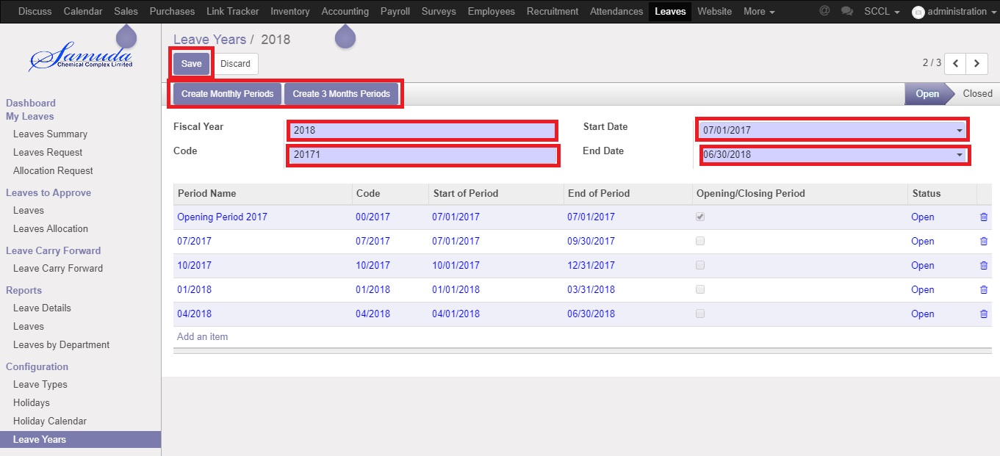 Discuss Calendar Sales Purchases Link Tracker Inventory Accounting Payroll Surveys Employees Recruitment Attendances Leaves Website More @ SCCL administration
Samuda
Chemical Complex Limited
Leave Years / 2018
Save Discard
2 / 3
Create Monthly Periods Create 3 Months Periods
Open Closed
Dashboard
My Leaves
Leaves Summary
Leaves Request
Allocation Request
Leaves to Approve
Leaves
Leaves Allocation
Leave Carry Forward
Leave Carry Forward
Reports
Leave Details
Leaves
Leaves by Department
Configuration
Leave Types
Holidays
Holiday Calendar
Leave Years
Fiscal Year 2018 Start Date 07/01/2017
Code 20171 End Date 06/30/2018
Period Name Code Start of Period End of Period Opening/Closing Period Status
Opening Period 2017 00/2017 07/01/2017 07/01/2017 Open
07/2017 07/2017 07/01/2017 09/30/2017 Open
10/2017 10/2017 10/01/2017 12/31/2017 Open
01/2018 01/2018 01/01/2018 03/31/2018 Open
04/2018 04/2018 04/01/2018 06/30/2018 Open
Add an item